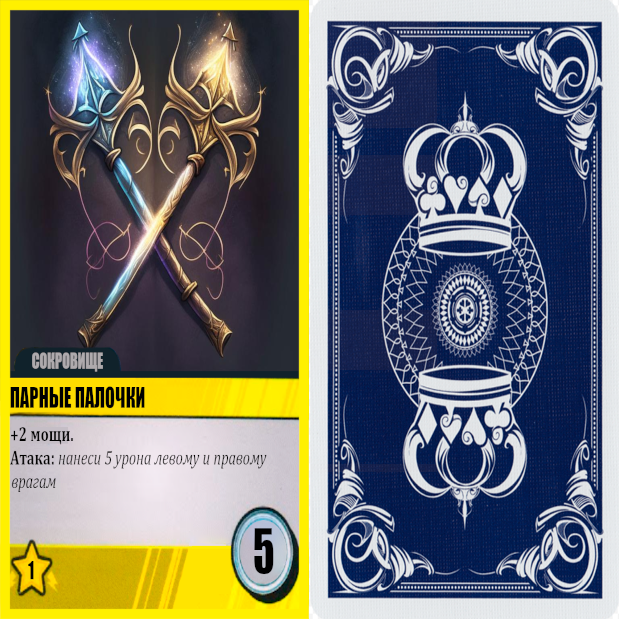 СОКРОВИЩЕ
ПАРНЫЕ ПАЛОЧКИ
+2 мощи.
Атака: нанеси 5 урона левому и правому
врагам
1
5